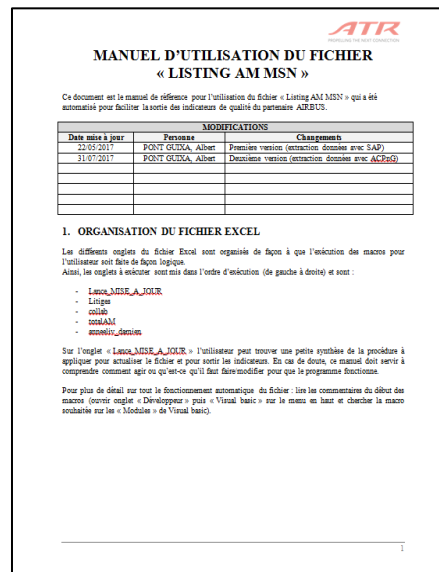 ATR
PROPELLING THE NEXT CONNECTION
MANUEL D'UTILISATION DU FICHIER
« LISTING AM MSN »
Ce document est le manuel de référence pour l'utilisation du fichier « Listing AM MSN » qui a été
automatisé pour faciliter la sortie des indicateurs de qualité du partenaire AIRBUS.
MODIFICATIONS
Date mise à jour Personne Changements
22/05/2017 PONT GUIXA, Albert Première version (extraction données avec SAP)
31/07/2017 PONT GUIXA, Albert Deuxième version (extraction données avec ACPnG)
1. ORGANISATION DU FICHIER EXCEL
Les différents onglets du fichier Excel sont organisés de façon à que l'exécution des macros pour
l'utilisateur soit faite de façon logique.
Ainsi, les onglets à exécuter sont mis dans l'ordre d'exécution (de gauche à droite) et sont :
- Lance_MISE_A_JOUR
- Litiges
- collab
- totalAM
- anneeliv_damien
Sur l'onglet « Lance_MISE_A_JOUR » l'utilisateur peut trouver une petite synthèse de la procédure à
appliquer pour actualiser le fichier et pour sortir les indicateurs. En cas de doute, ce manuel doit servir à
comprendre comment agir ou qu'est-ce qu'il faut faire/modifier pour que le programme fonctionne.
Pour plus de détail sur tout le fonctionnement automatique du fichier : lire les commentaires du début des
macros (ouvrir onglet « Développeur » puis « Visual basic » sur le menu en haut et chercher la macro
souhaitée sur les « Modules » de Visual basic).
1